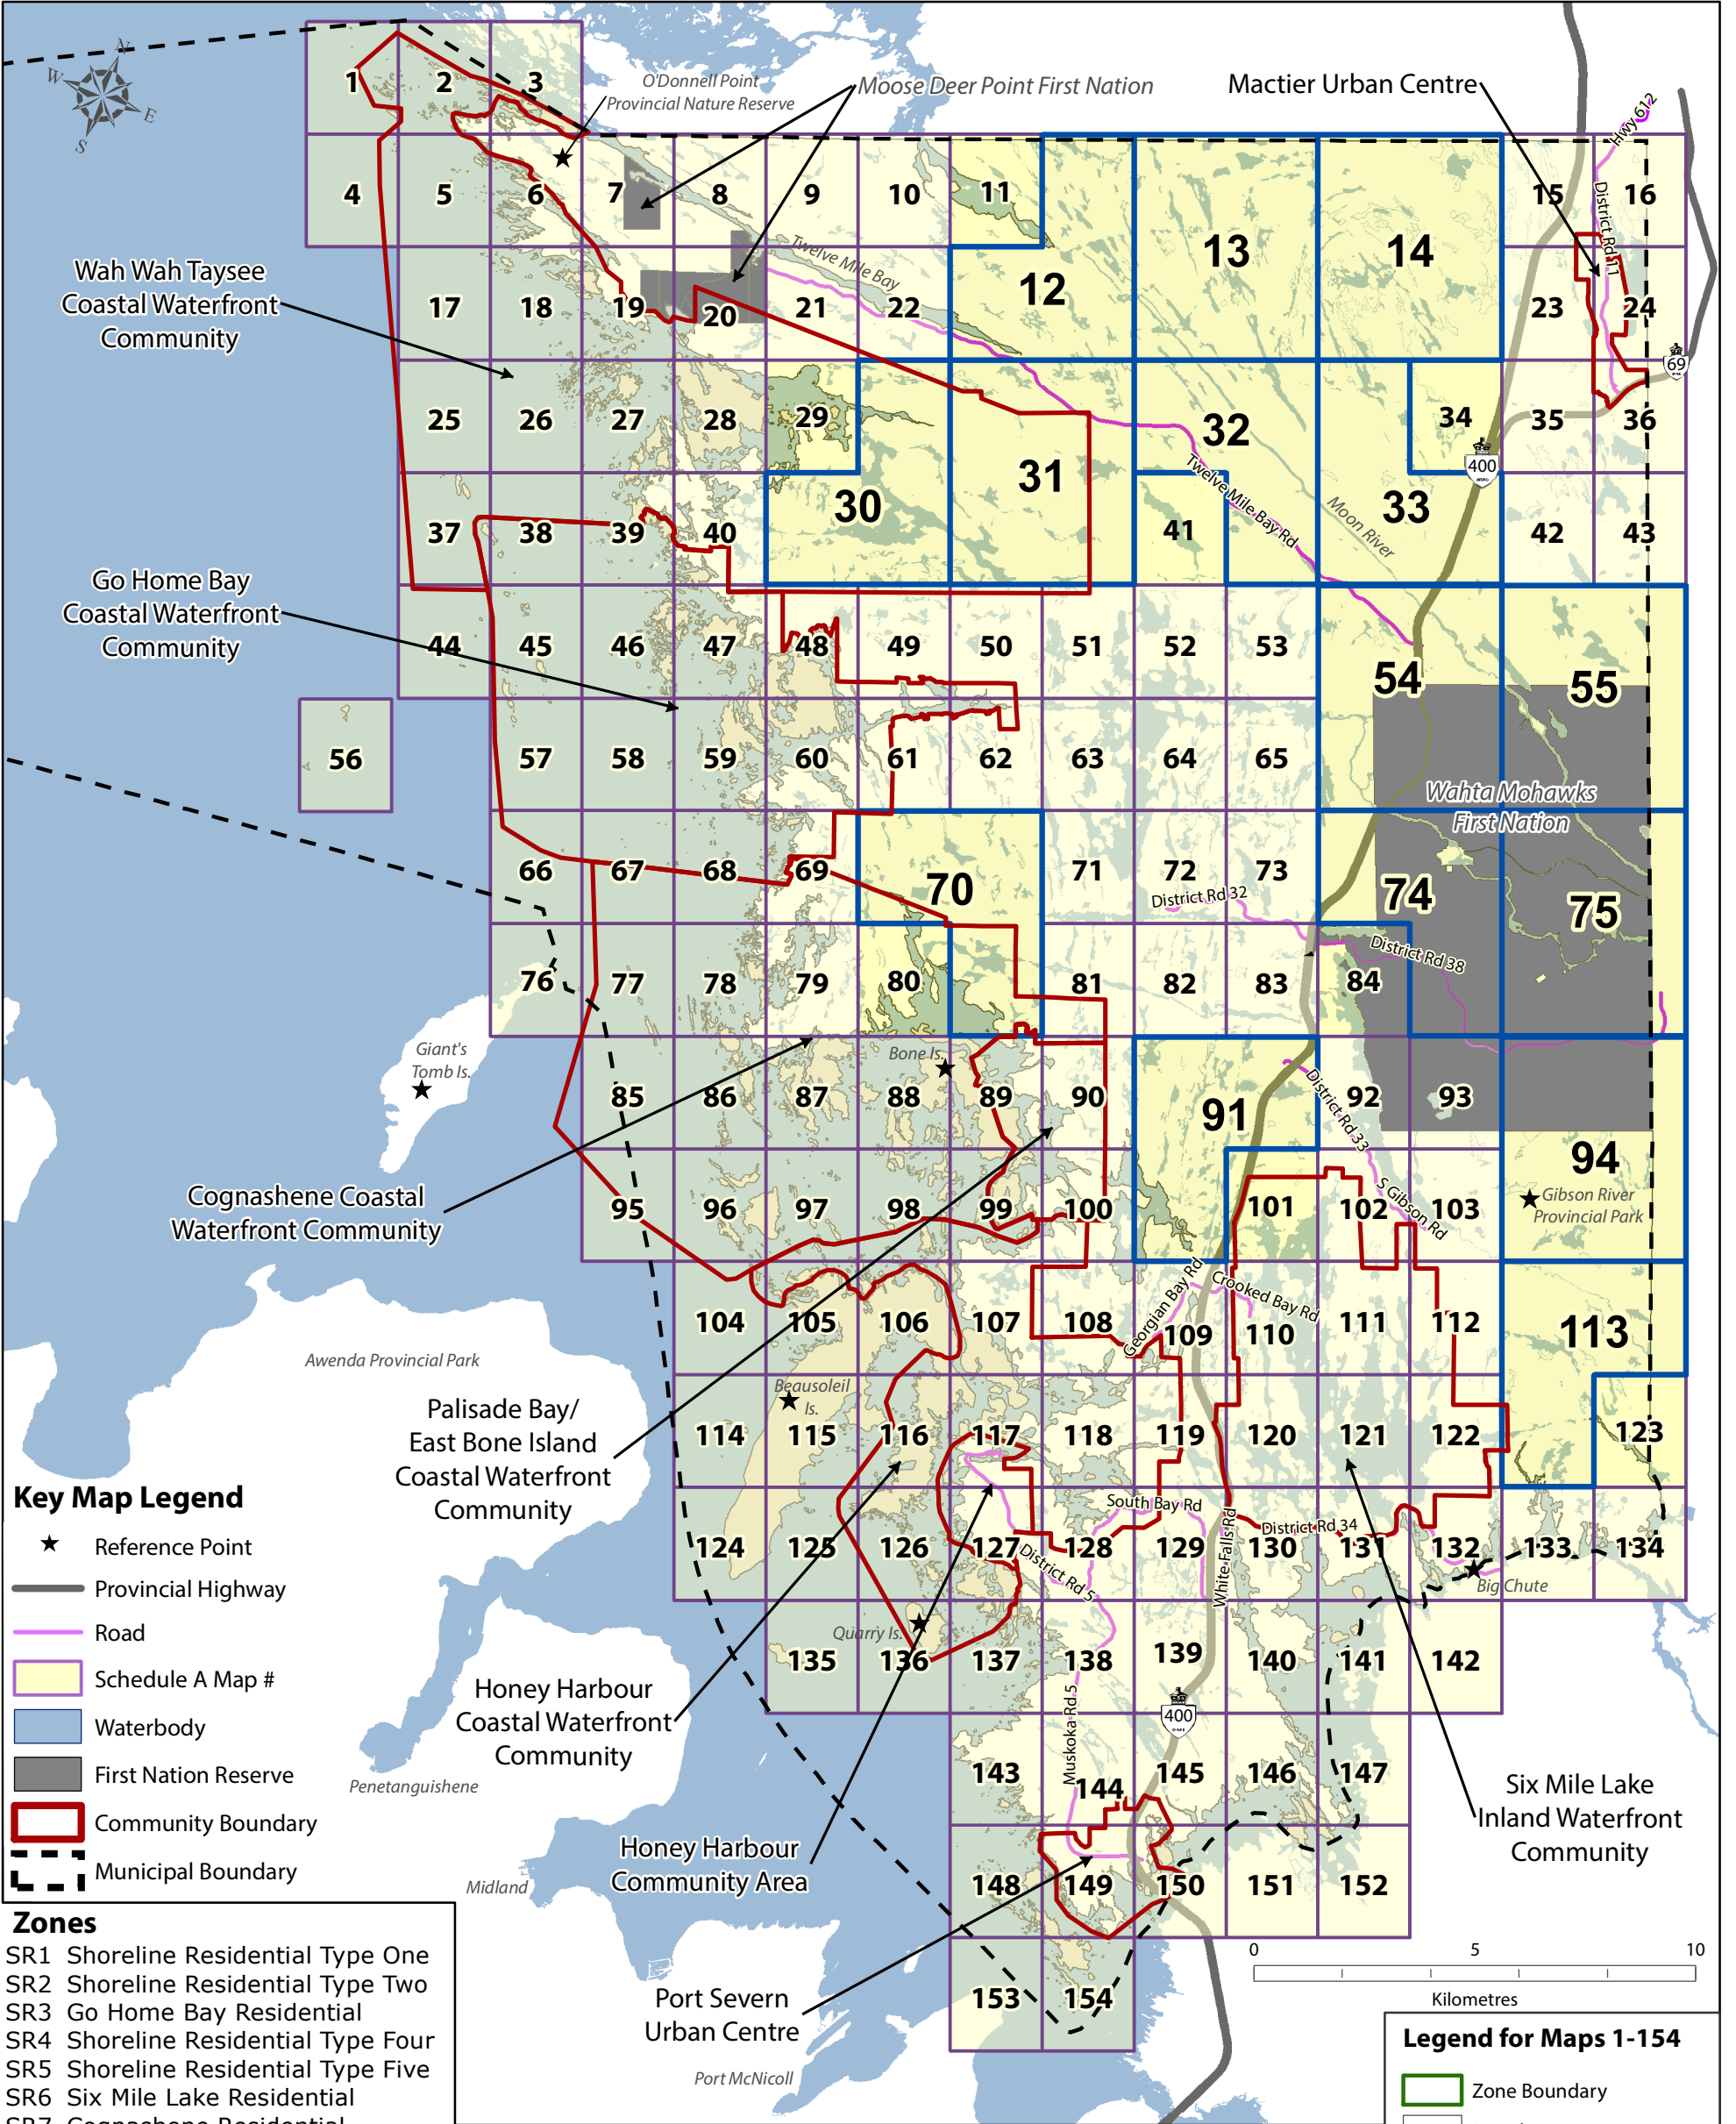 N
W
E
S
1
2
3
O'Donnell Point
Provincial Nature Reserve
Moose Deer Point First Nation
Mactier Urban Centre
Hwy 612
4
5
6
7
8
9
10
11
12
13
14
15
16
District Rd 11
Wah Wah Taysee
Coastal Waterfront
Community
17
18
19
20
21
22
Twelve Mile Bay
23
24
69
25
26
27
28
29
30
31
32
33
34
35
36
400
Twelve Mile Bay Rd
Moon River
37
38
39
40
41
42
43
Go Home Bay
Coastal Waterfront
Community
44
45
46
47
48
49
50
51
52
53
54
55
56
57
58
59
60
61
62
63
64
65
Wahta Mohawks
First Nation
66
67
68
69
70
71
72
73
74
75
District Rd 32
District Rd 38
76
77
78
79
80
81
82
83
84
Giant's
Tomb Is.
Bone Is.
85
86
87
88
89
90
91
92
93
94
District Rd 33
S Gibson Rd
Gibson River
Provincial Park
Cognashene Coastal
Waterfront Community
95
96
97
98
99
100
101
102
103
Georgian Bay Rd
Crooked Bay Rd
104
105
106
107
108
109
110
111
112
113
Awenda Provincial Park
Beausoleil
Is.
Palisade Bay/
East Bone Island
Coastal Waterfront
Community
114
115
116
117
118
119
120
121
122
123
South Bay Rd
White Falls Rd
District Rd 34
District Rd 5
124
125
126
127
128
129
130
131
132
133
134
Big Chute
Quarry Is.
135
136
137
138
139
140
141
142
Honey Harbour
Coastal Waterfront
Community
Muskoka Rd 5
400
143
144
145
146
147
Penetanguishene
Six Mile Lake
Inland Waterfront
Community
Honey Harbour
Community Area
Midland
148
149
150
151
152
Port Severn
Urban Centre
153
154
Port McNicoll
0
5
10
Kilometres
Key Map Legend
Reference Point
Provincial Highway
Road
Schedule A Map #
Waterbody
First Nation Reserve
Community Boundary
Municipal Boundary
Zones
SR1 Shoreline Residential Type One
SR2 Shoreline Residential Type Two
SR3 Go Home Bay Residential
SR4 Shoreline Residential Type Four
SR5 Shoreline Residential Type Five
SR6 Six Mile Lake Residential
SR7 Cognashene Residential
Legend for Maps 1-154
Zone Boundary